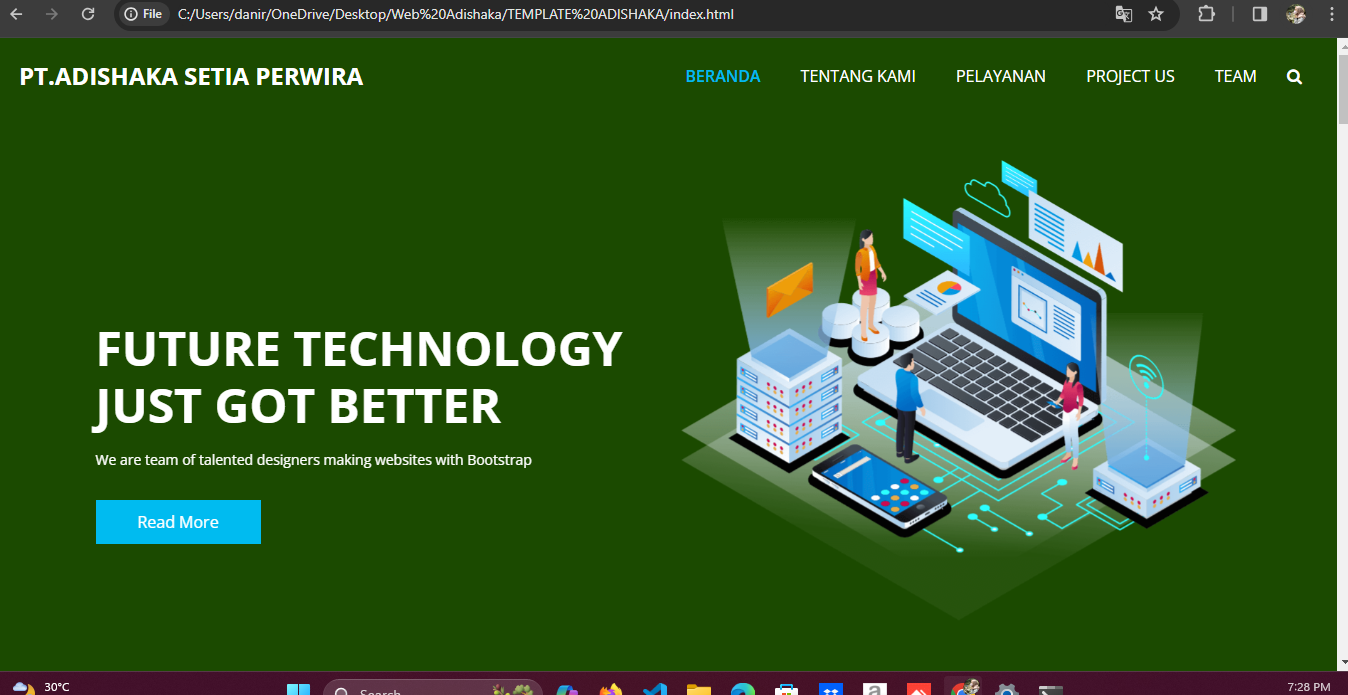 File
C:/Users/danir/OneDrive/Desktop/Web%20Adishaka/TEMPLATE%20ADISHAKA/index.html
PT.ADISHAKA SETIA PERWIRA
BERANDA
TENTANG KAMI
PELAYANAN
PROJECT US
TEAM
FUTURE TECHNOLOGY
JUST GOT BETTER
We are team of talented designers making websites with Bootstrap
Read More
30°C
Search
7:28 PM